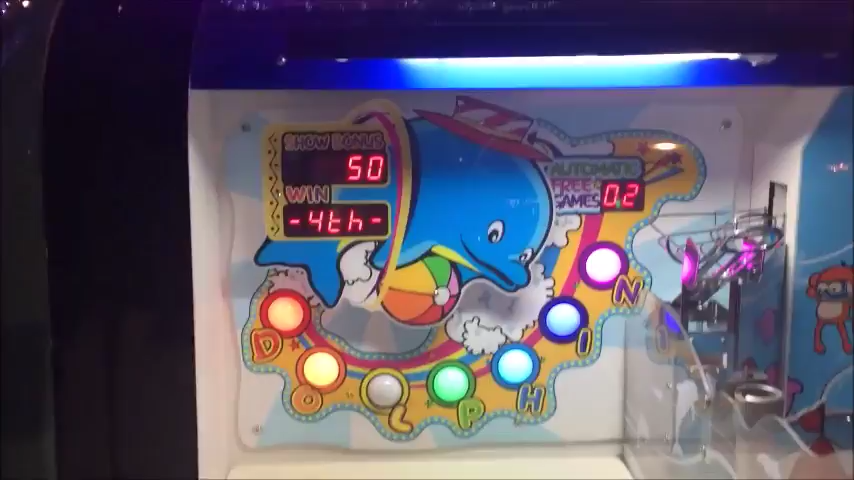 SHOW BONUS
50
WIN
-4th-
AUTOMATIC
FREE
GAMES
02
D
O
L
P
H
I
N